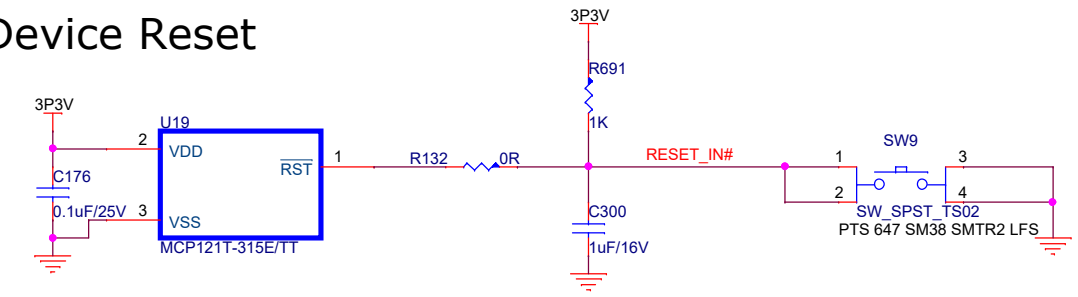 Device Reset
3P3V
R691
1K
3P3V
U19
2
VDD
C176
0.1uF/25V
3
VSS
RST
1
MCP121T-315E/TT
R132
0R
RESET_IN#
C300
1uF/16V
SW9
1
3
2
4
SW_SPST_TS02
PTS 647 SM38 SMTR2 LFS